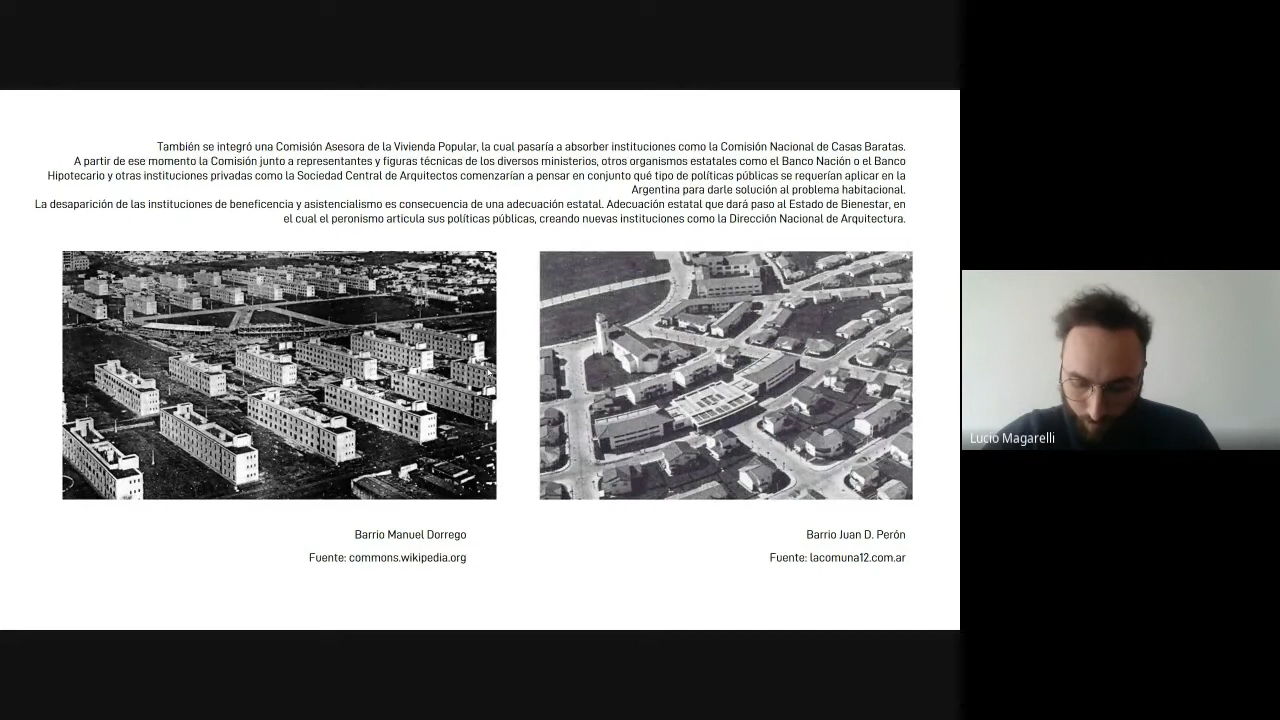 También se integró una Comisión Asesora de la Vivienda Popular, la cual pasaría a absorber instituciones como la Comisión Nacional de Casas Baratas.
A partir de ese momento la Comisión junto a representantes y figuras técnicas de los diversos ministerios, otros organismos estatales como el Banco Nación o el Banco
Hipotecario y otras instituciones privadas como la Sociedad Central de Arquitectos comenzarían a pensar en conjunto qué tipo de políticas públicas se requerían aplicar en la
Argentina para darle solución al problema habitacional.
La desaparición de las instituciones de beneficencia y asistencialismo es consecuencia de una adecuación estatal. Adecuación estatal que dará paso al Estado de Bienestar, en
el cual el peronismo articula sus políticas públicas, creando nuevas instituciones como la Dirección Nacional de Arquitectura.
Barrio Manuel Dorrego
Fuente: commons.wikipedia.org
Barrio Juan D. Perón
Fuente: lacomuna12.com.ar
Lucio Magarelli